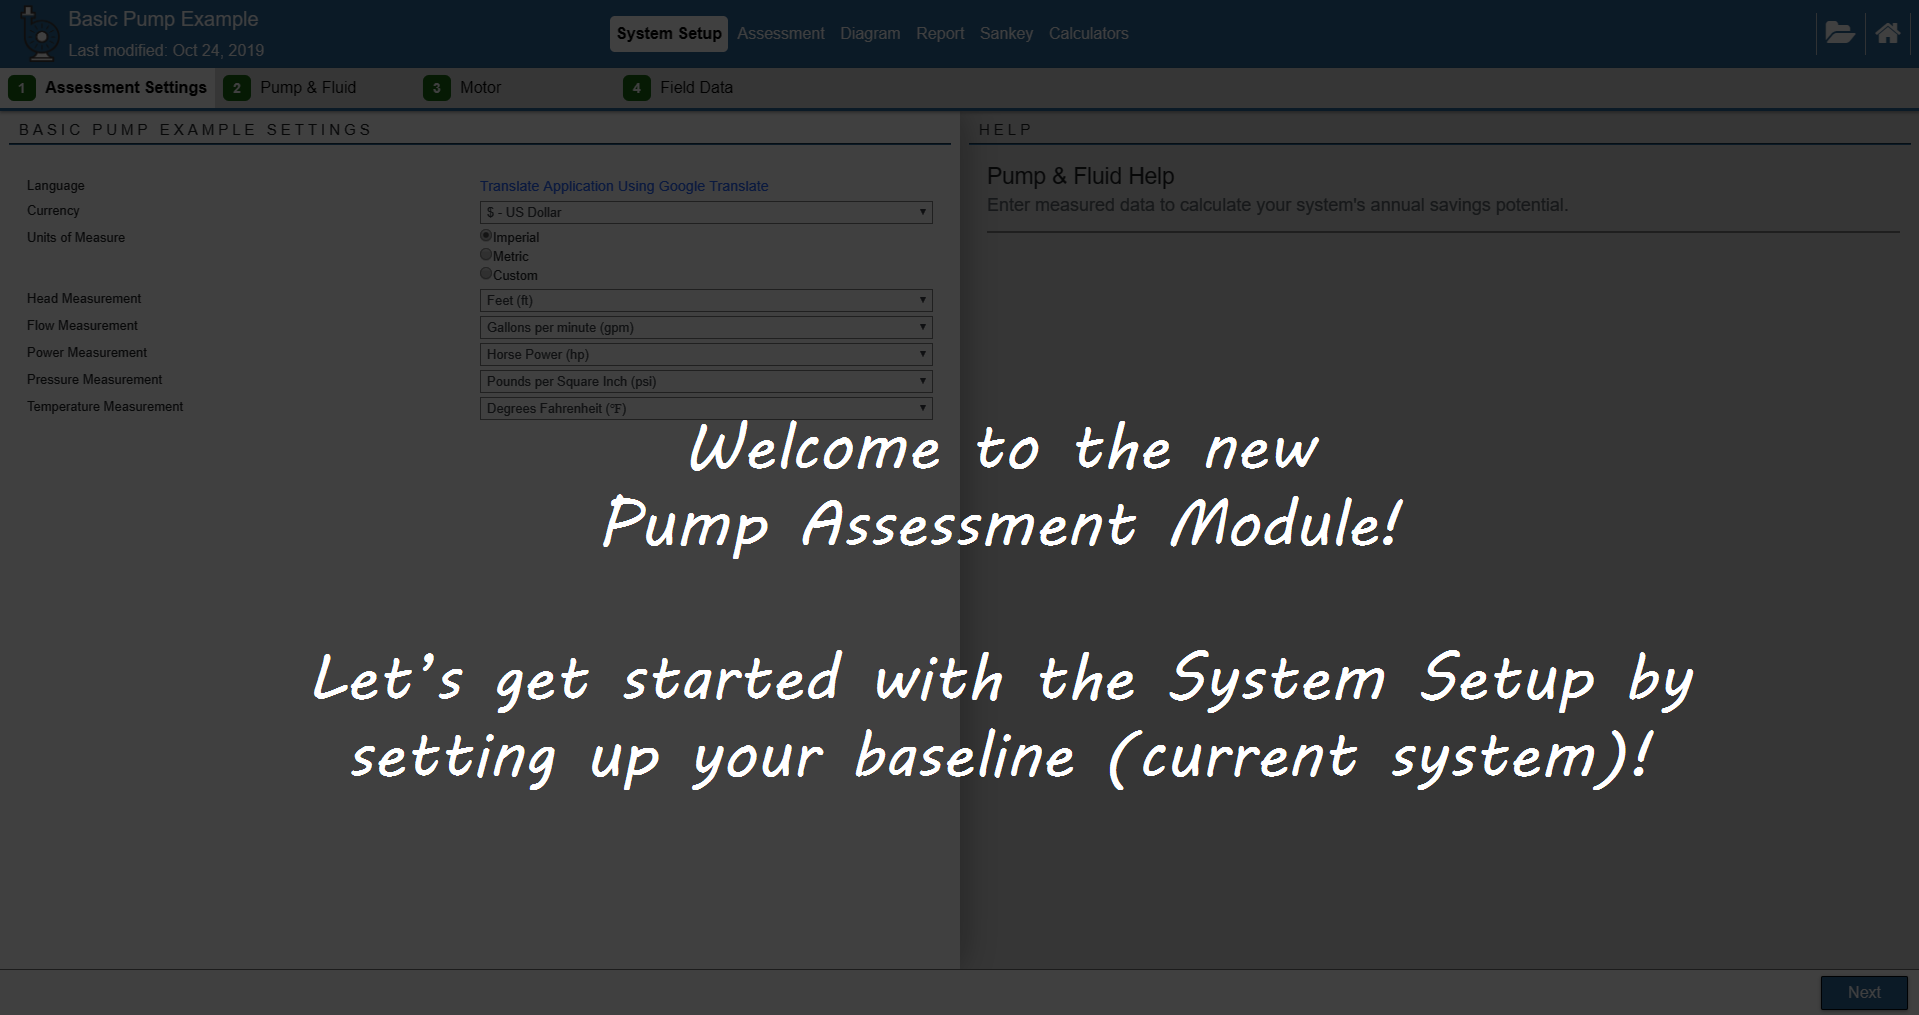 Basic Pump Example
Last modified: Oct 24, 2019
System Setup Assessment Diagram Report Sankey Calculators
1 Assessment Settings 2 Pump & Fluid 3 Motor 4 Field Data
BASIC PUMP EXAMPLE SETTINGS
Language Translate Application Using Google Translate
Currency $ - US Dollar
Units of Measure Imperial
Metric
Custom
Head Measurement Feet (ft)
Flow Measurement Gallons per minute (gpm)
Power Measurement Horse Power (hp)
Pressure Measurement Pounds per Square Inch (psi)
Temperature Measurement Degrees Fahrenheit (°F)
HELP
Pump & Fluid Help
Enter measured data to calculate your system's annual savings potential.
Welcome to the new
Pump Assessment Module!
Let's get started with the System Setup by
setting up your baseline (current system)!
Next